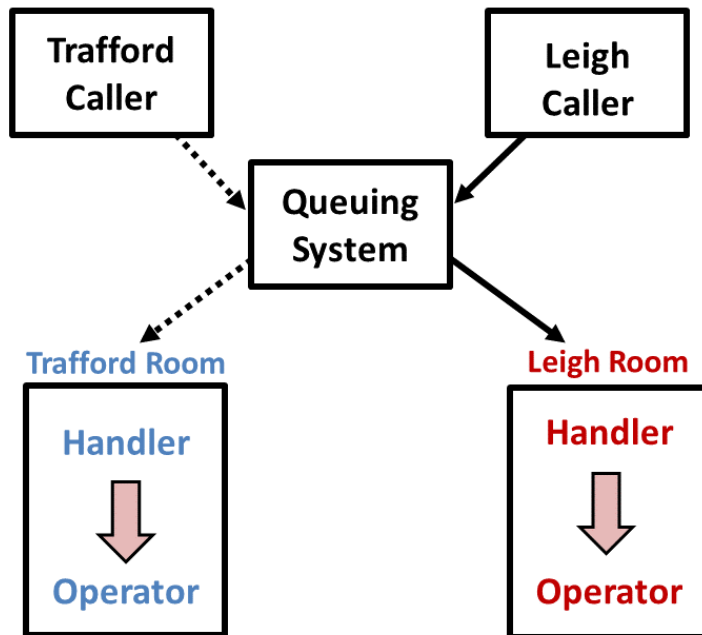 Trafford
Caller
Leigh
Caller
Queuing
System
Trafford Room
Leigh Room
Handler
Operator
Handler
Operator